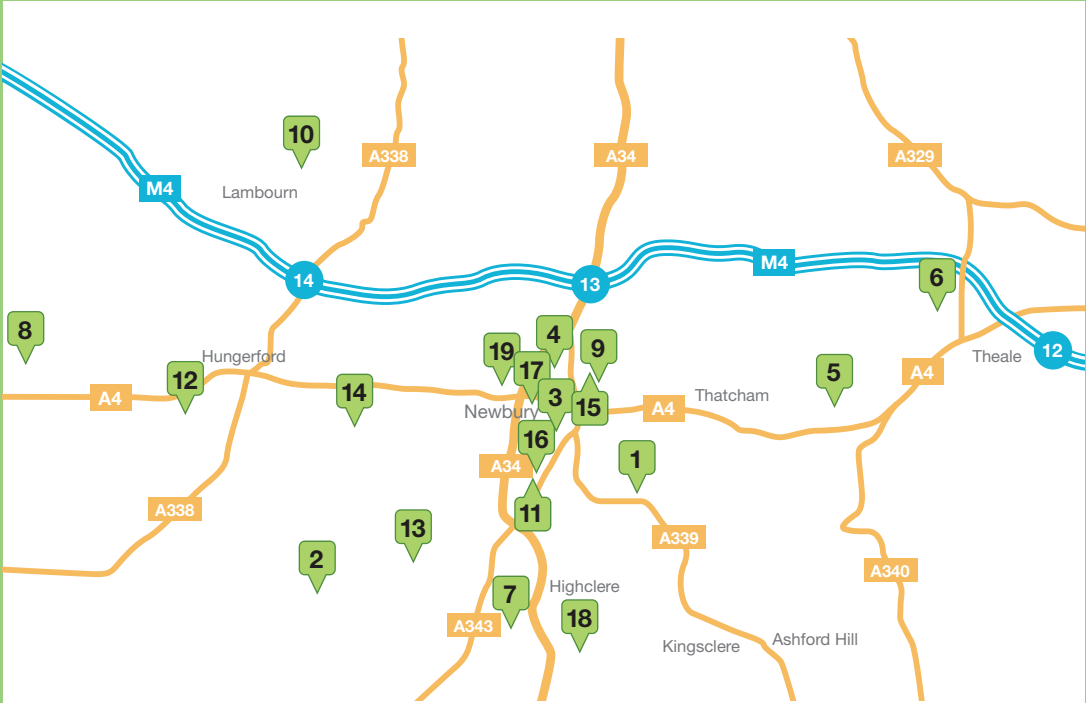 10
A338
A34
A329
M4
Lambourn
M4
14
13
6
8
4
19
9
12
Hungerford
Theale
17
5
A4
12
14
3
A4
Thatcham
15
A4
Newbury
16
1
A34
A338
11
13
A339
2
A340
7
Highclere
18
A343
Kingsclere
Ashford Hill